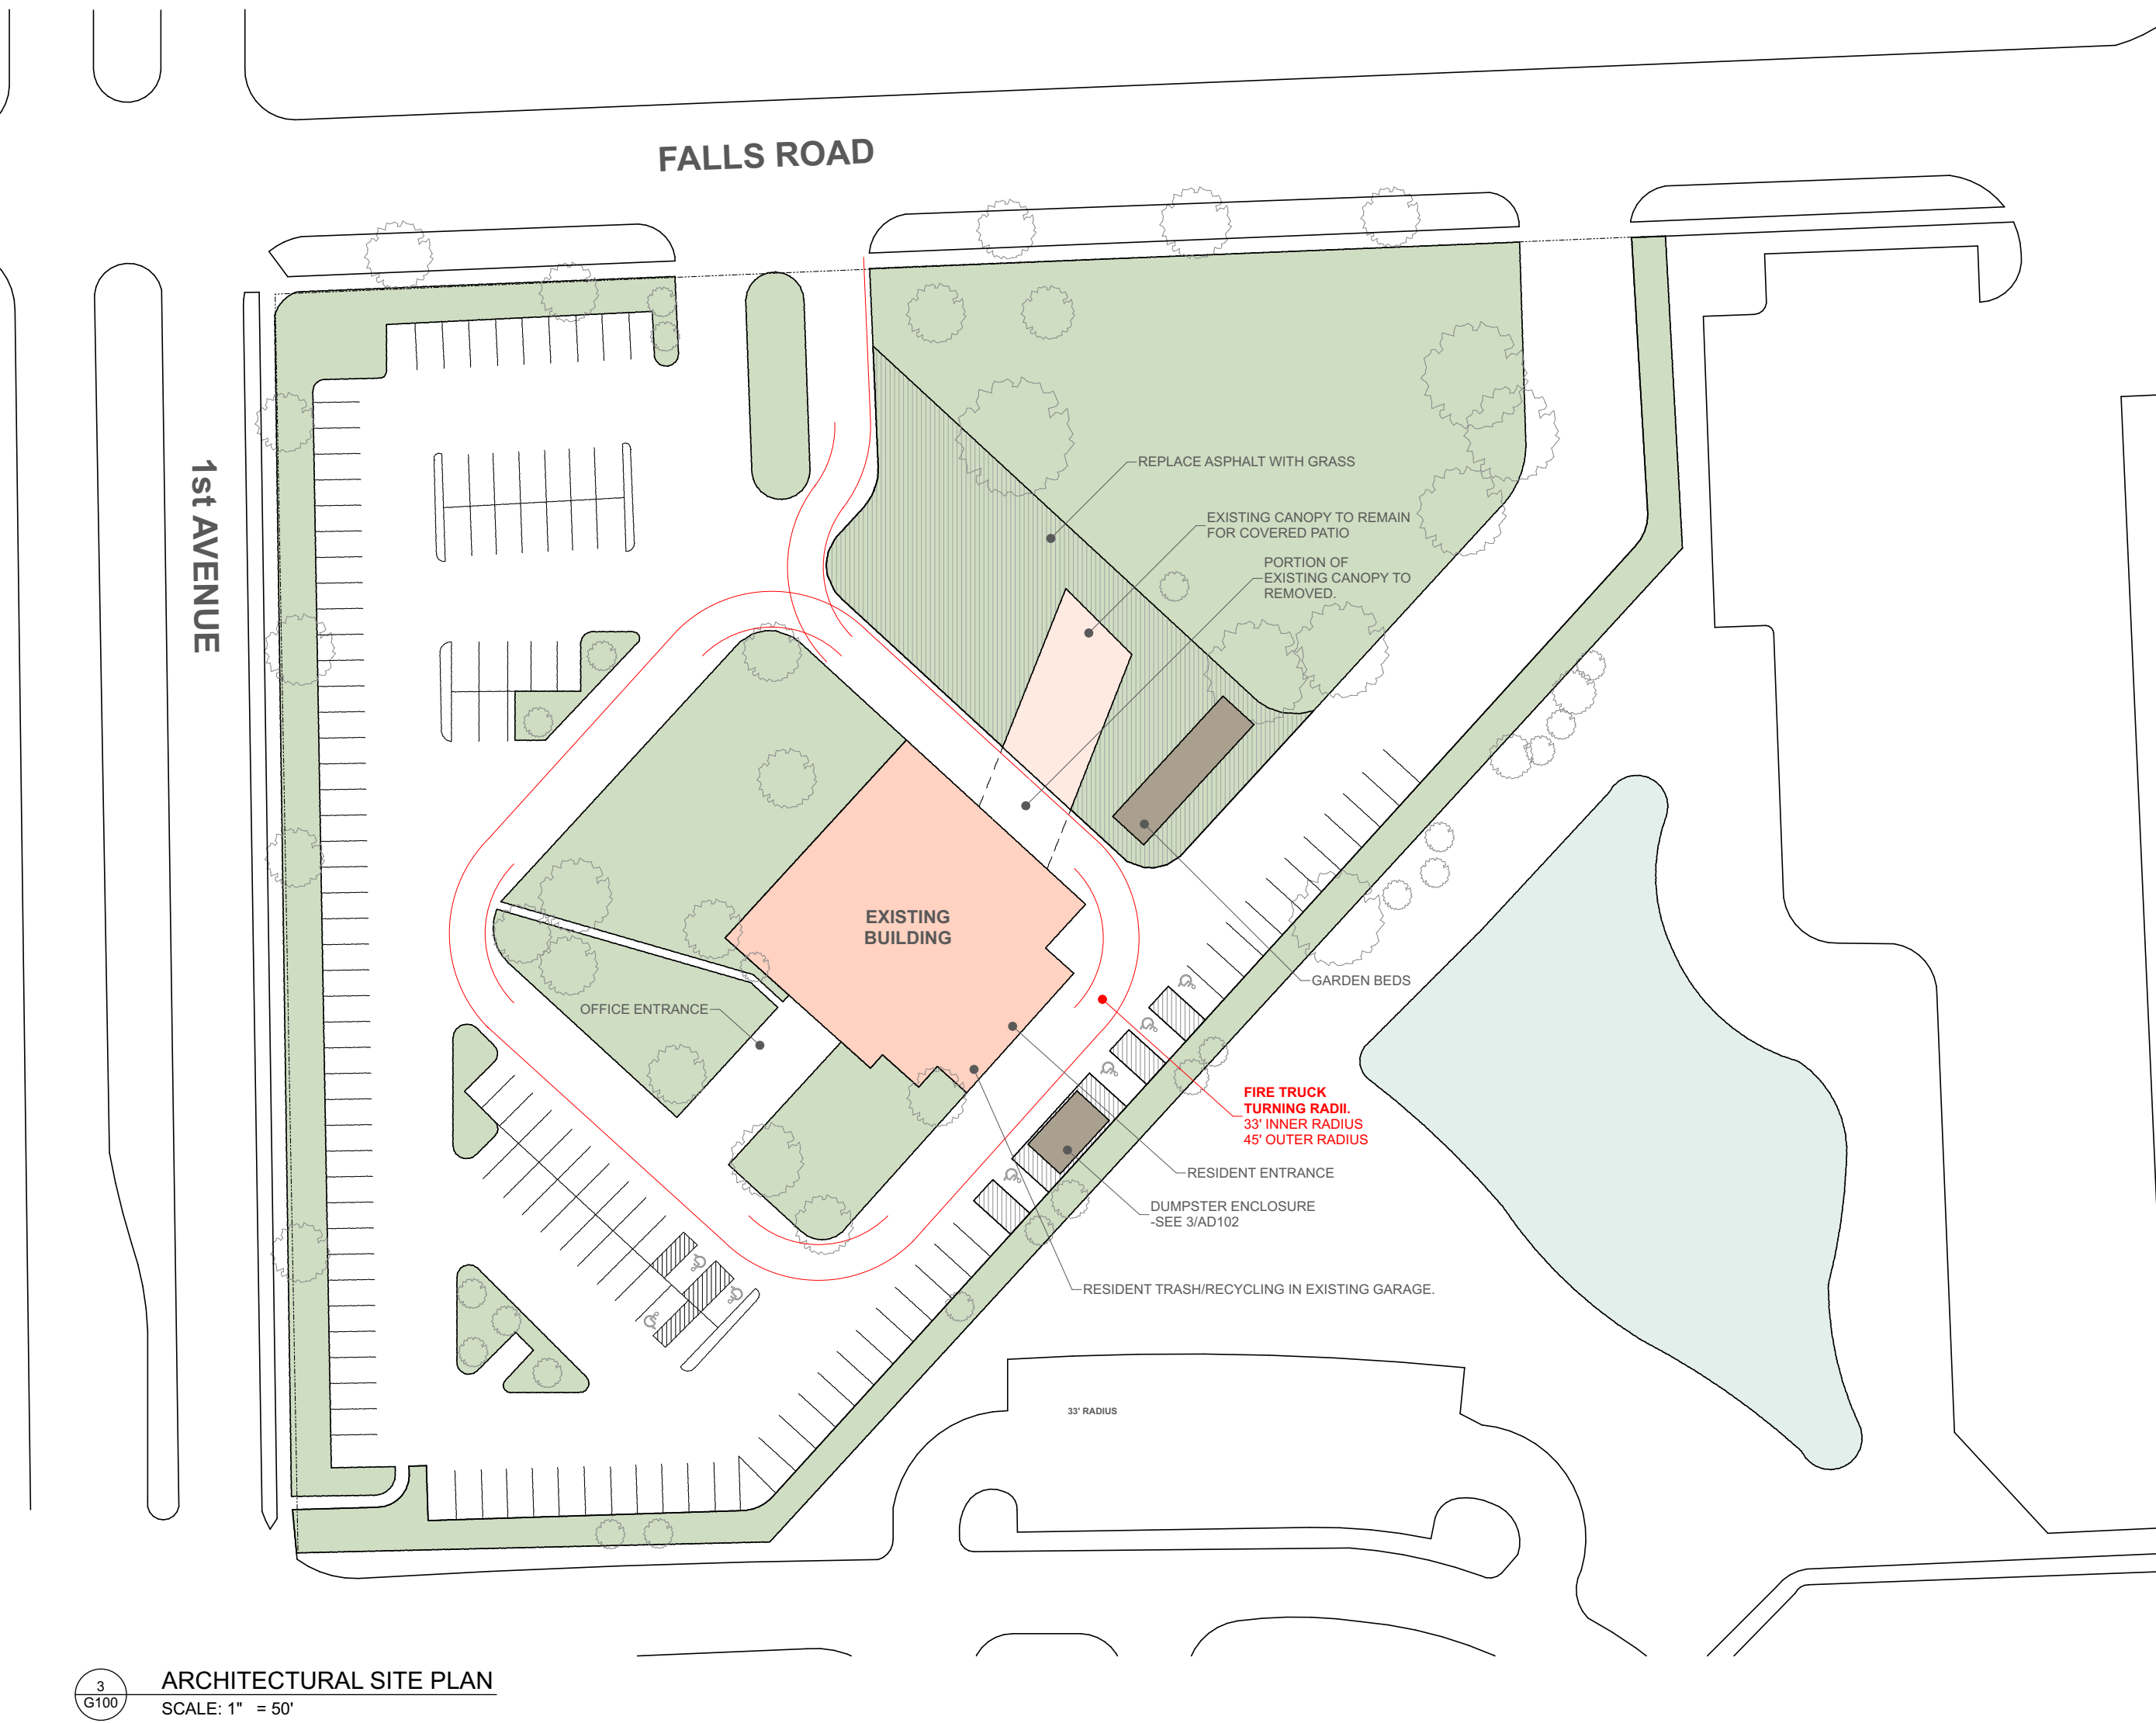 FALLS ROAD
1st AVENUE
REPLACE ASPHALT WITH GRASS
EXISTING CANOPY TO REMAIN
FOR COVERED PATIO
PORTION OF
EXISTING CANOPY TO
REMOVED.
EXISTING
BUILDING
GARDEN BEDS
OFFICE ENTRANCE
FIRE TRUCK
TURNING RADII.
33' INNER RADIUS
45' OUTER RADIUS
RESIDENT ENTRANCE
DUMPSTER ENCLOSURE
-SEE 3/AD102
RESIDENT TRASH/RECYCLING IN EXISTING GARAGE.
33' RADIUS
3
G100
ARCHITECTURAL SITE PLAN
SCALE: 1" = 50'